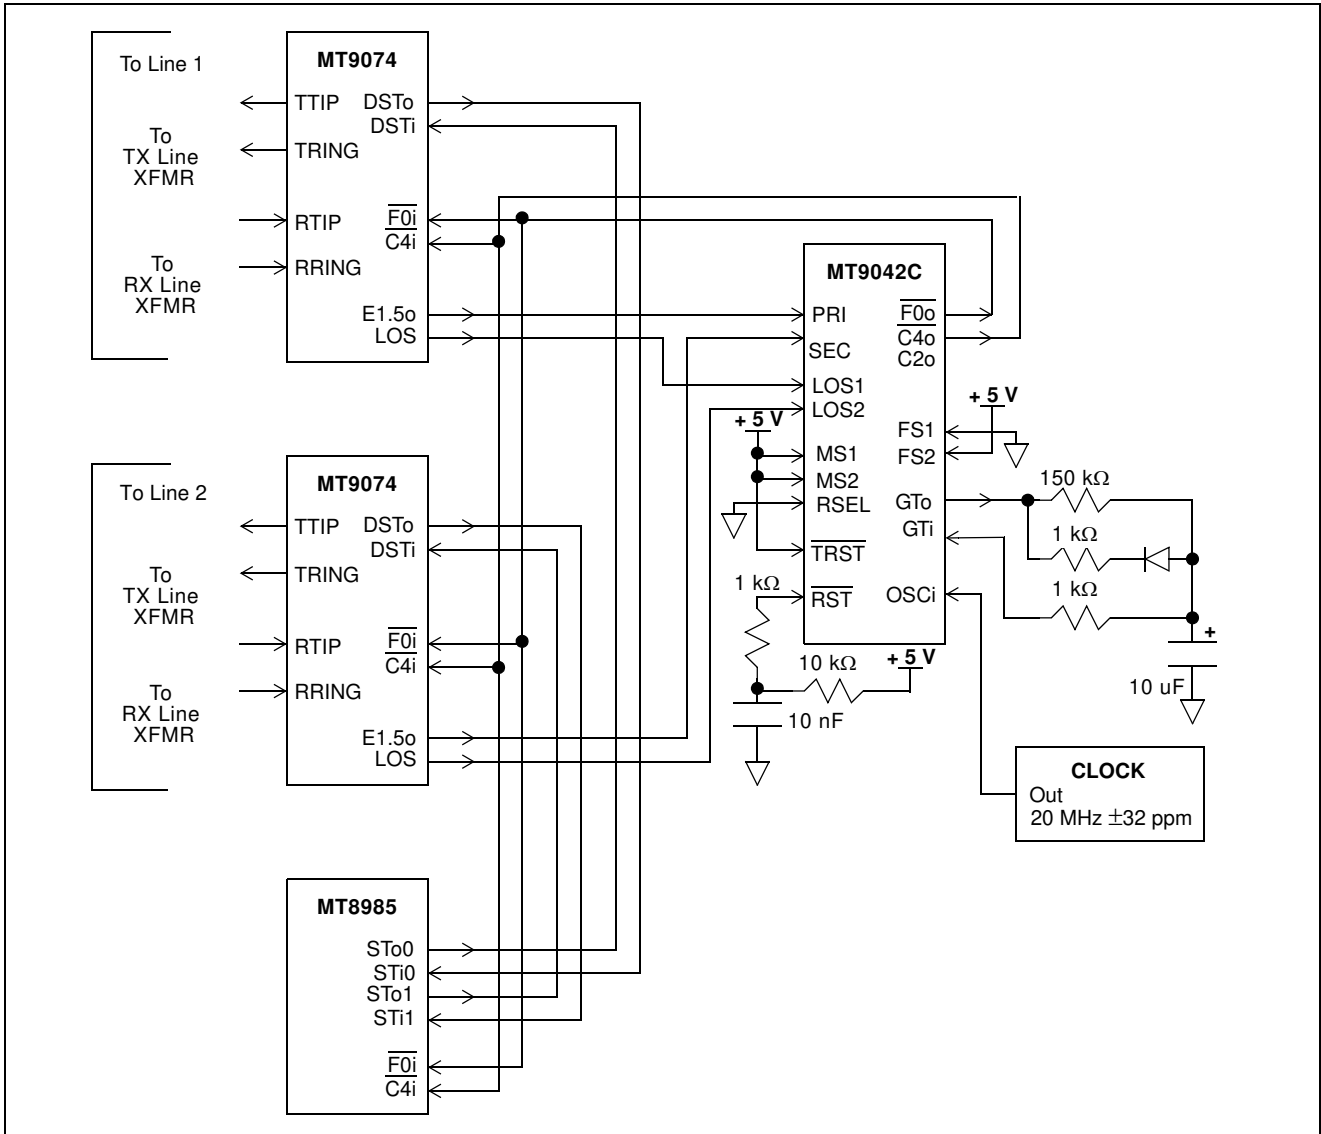 MT9074
To Line 1
TTIP
DSTo
DSTi
To
TX Line
XFMR
TRING
RTIP
F0i
C4i
To
RX Line
XFMR
RRING
E1.5o
LOS
MT9042C
PRI
F0o
SEC
C4o
C2o
LOS1
LOS2
+ 5 V
+ 5 V
FS1
FS2
MS1
MS2
RSEL
GTo
GTi
150 kΩ
1 kΩ
1 kΩ
TRST
1 kΩ
RST
OSCi
+
10 kΩ
+ 5 V
10 nF
10 uF
CLOCK
Out
20 MHz ±32 ppm
MT9074
To Line 2
TTIP
DSTo
DSTi
To
TX Line
XFMR
TRING
RTIP
F0i
C4i
To
RX Line
XFMR
RRING
E1.5o
LOS
MT8985
STo0
STi0
STo1
STi1
F0i
C4i